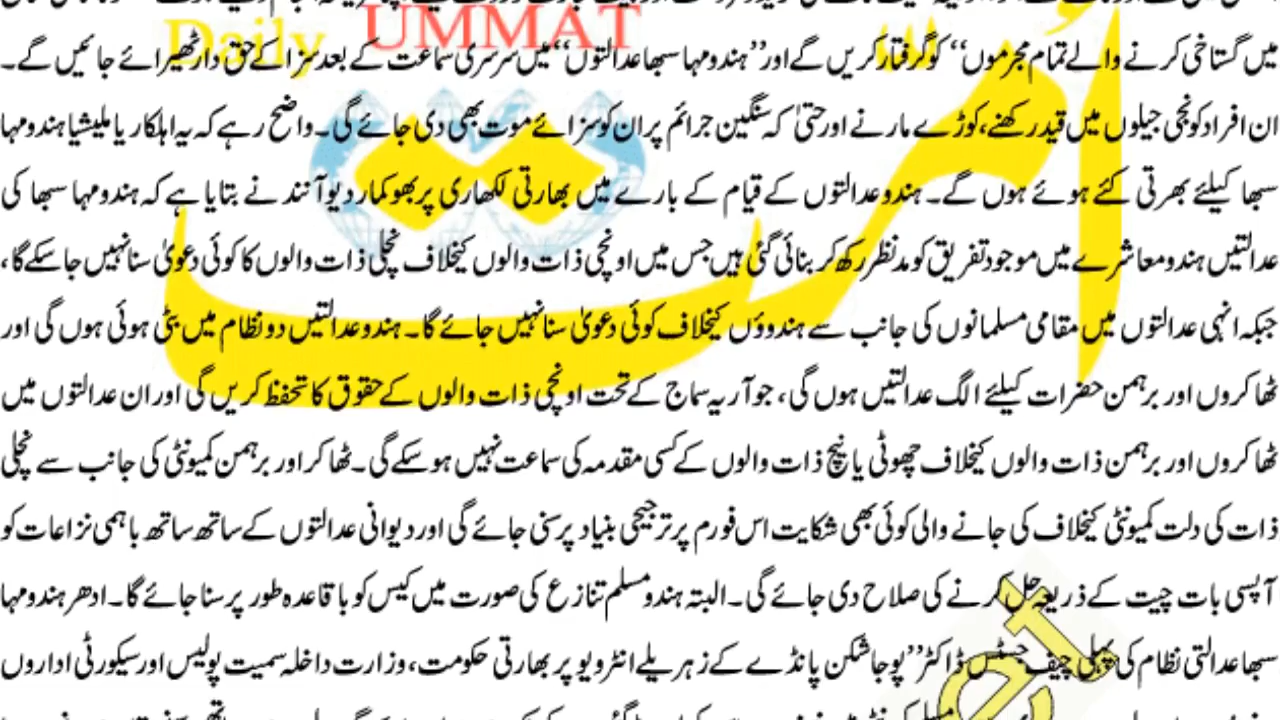 Daily UMMAT
میں گستاخی کرنے والے تمام مجرموں‘‘ کو گرفتار کریں گے اور ’’ہندو مہا سبھا عدالتوں‘‘ میں سرسری سماعت کے بعد سزا کے حق دار ٹھیرائے جائیں گے۔
ان افراد کو نجی جیلوں میں قید رکھنے، کوڑے مارنے اور حتیٰ کہ سنگین جرائم پر ان کو سزائے موت بھی دی جائے گی۔ واضح رہے کہ یہ اہلکار یا ملیشیا ہندو مہا
سبھا کیلئے بھرتی کئے ہوئے ہوں گے۔ ہندو عدالتوں کے قیام کے بارے میں بھارتی لکھاری پربھو کمار دیو آنند نے بتایا ہے کہ ہندو مہا سبھا کی
عدالتیں ہندو معاشرے میں موجود تفریق کو مدنظر رکھ کر بنائی گئی ہیں جس میں اونچی ذات والوں کیخلاف نچلی ذات والوں کا کوئی دعویٰ سنا نہیں جا سکے گا،
جبکہ انہی عدالتوں میں مقامی مسلمانوں کی جانب سے ہندوؤں کیخلاف کوئی دعویٰ سنا نہیں جائے گا۔ ہندو عدالتیں دو نظام میں بٹی ہوئی ہوں گی اور
ٹھاکروں اور برہمن حضرات کیلئے الگ عدالتیں ہوں گی، جو آریہ سماج کے تحت اونچی ذات والوں کے حقوق کا تحفظ کریں گی اور ان عدالتوں میں
ٹھاکروں اور برہمن ذات والوں کیخلاف چھوٹی یا نیچ ذات والوں کے کسی مقدمہ کی سماعت نہیں ہو سکے گی۔ ٹھاکر اور برہمن کمیونٹی کی جانب سے نچلی
ذات کی دلت کمیونٹی کیخلاف کی جانے والی کوئی بھی شکایت اس فورم پر ترجیحی بنیاد پر سنی جائے گی اور دیوانی عدالتوں کے ساتھ ساتھ باہمی نزاعات کو
آپسی بات چیت کے ذریعہ حل کرنے کی صلاح دی جائے گی۔ البتہ ہندو مسلم تنازع کی صورت میں کیس کو باقاعدہ طور پر سنا جائے گا۔ ادھر ہندو مہا
سبھا عدالتی نظام کی پہلی چیف جسٹس ڈاکٹر’’ پوجا شکن پانڈے کے زہریلے انٹرویو پر بھارتی حکومت، وزارت داخلہ سمیت پولیس اور سیکورٹی اداروں